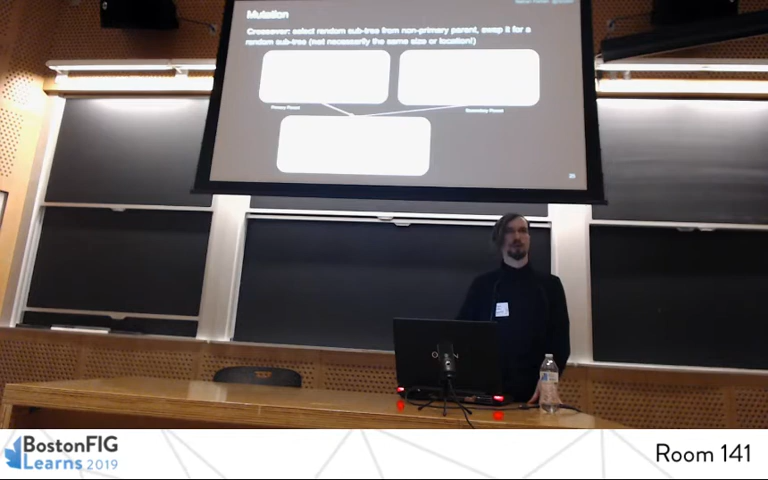 Mutation
Crossover: select random sub-tree from non-primary parent, swap it for a
random sub-tree (not necessarily the same size or location!)
Primary Parent
Secondary Parent
BostonFIG
Learns 2019
Room 141